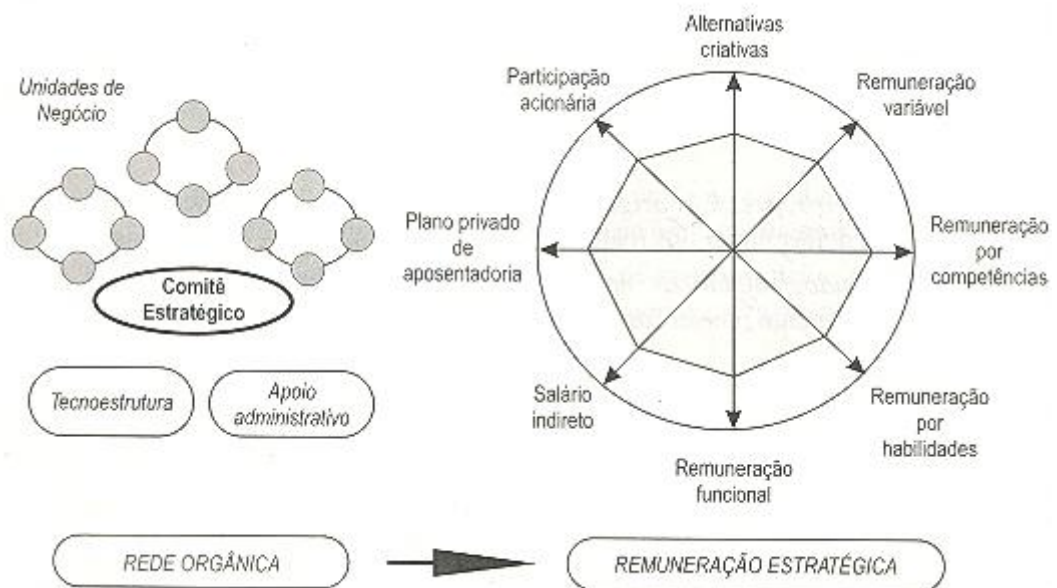 Unidades de
Negócio
Comitê
Estratégico
Tecnoestrutura
Apoio
administrativo
Alternativas
criativas
Participação
acionária
Remuneração
variável
Plano privado
de
aposentadoria
Remuneração
por
competências
Salário
indireto
Remuneração
por
habilidades
Remuneração
funcional
REDE ORGÂNICA
REMUNERAÇÃO ESTRATÉGICA